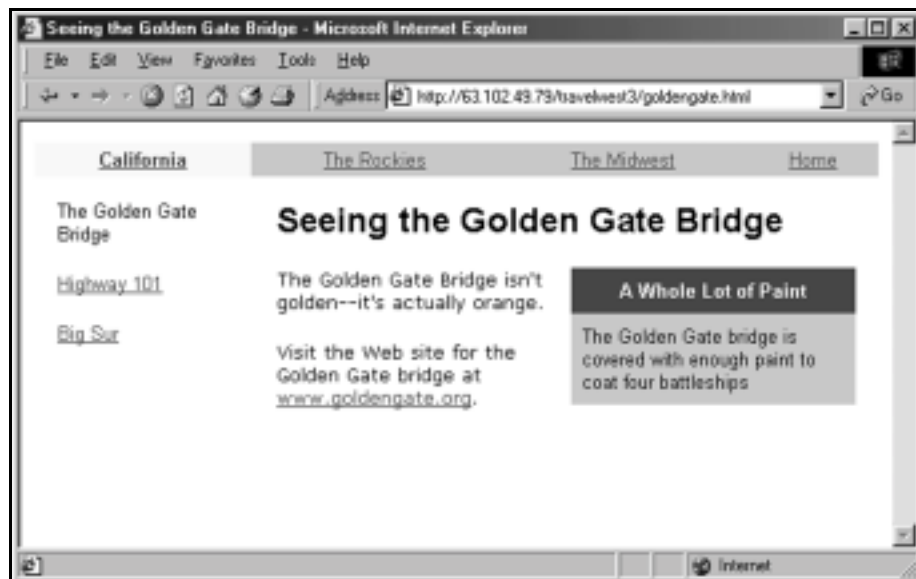 Seeing the Golden Gate Bridge - Microsoft Internet Explorer
File Edit View Favorites Tools Help
Address http://63.102.49.79/travelwest3/goldengate.html Go
California The Rockies The Midwest Home
The Golden Gate
Bridge
Highway 101
Big Sur
Seeing the Golden Gate Bridge
The Golden Gate Bridge isn't
golden--it's actually orange.
Visit the Web site for the
Golden Gate bridge at
www.goldengate.org.
A Whole Lot of Paint
The Golden Gate bridge is
covered with enough paint to
coat four battleships
Internet